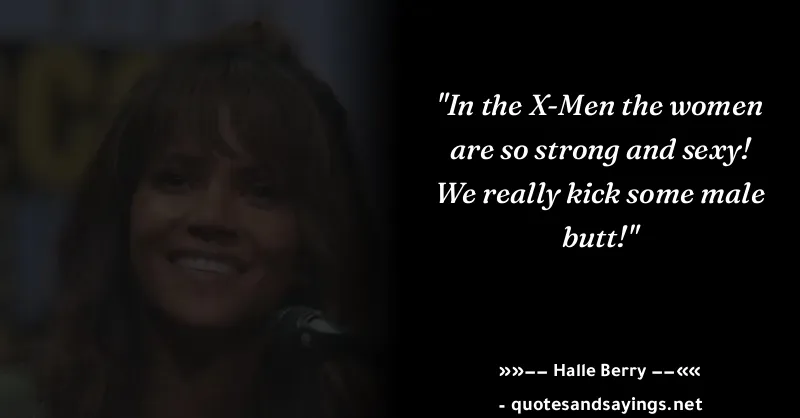 "In the X-Men the women
are so strong and sexy!
We really kick some male
butt!"
»»–– Halle Berry ––««
- quotesandsayings.net